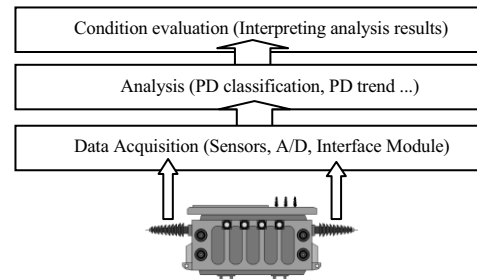 Condition evaluation (Interpreting analysis results)
Analysis (PD classification, PD trend ...)
Data Acquisition (Sensors, A/D, Interface Module)